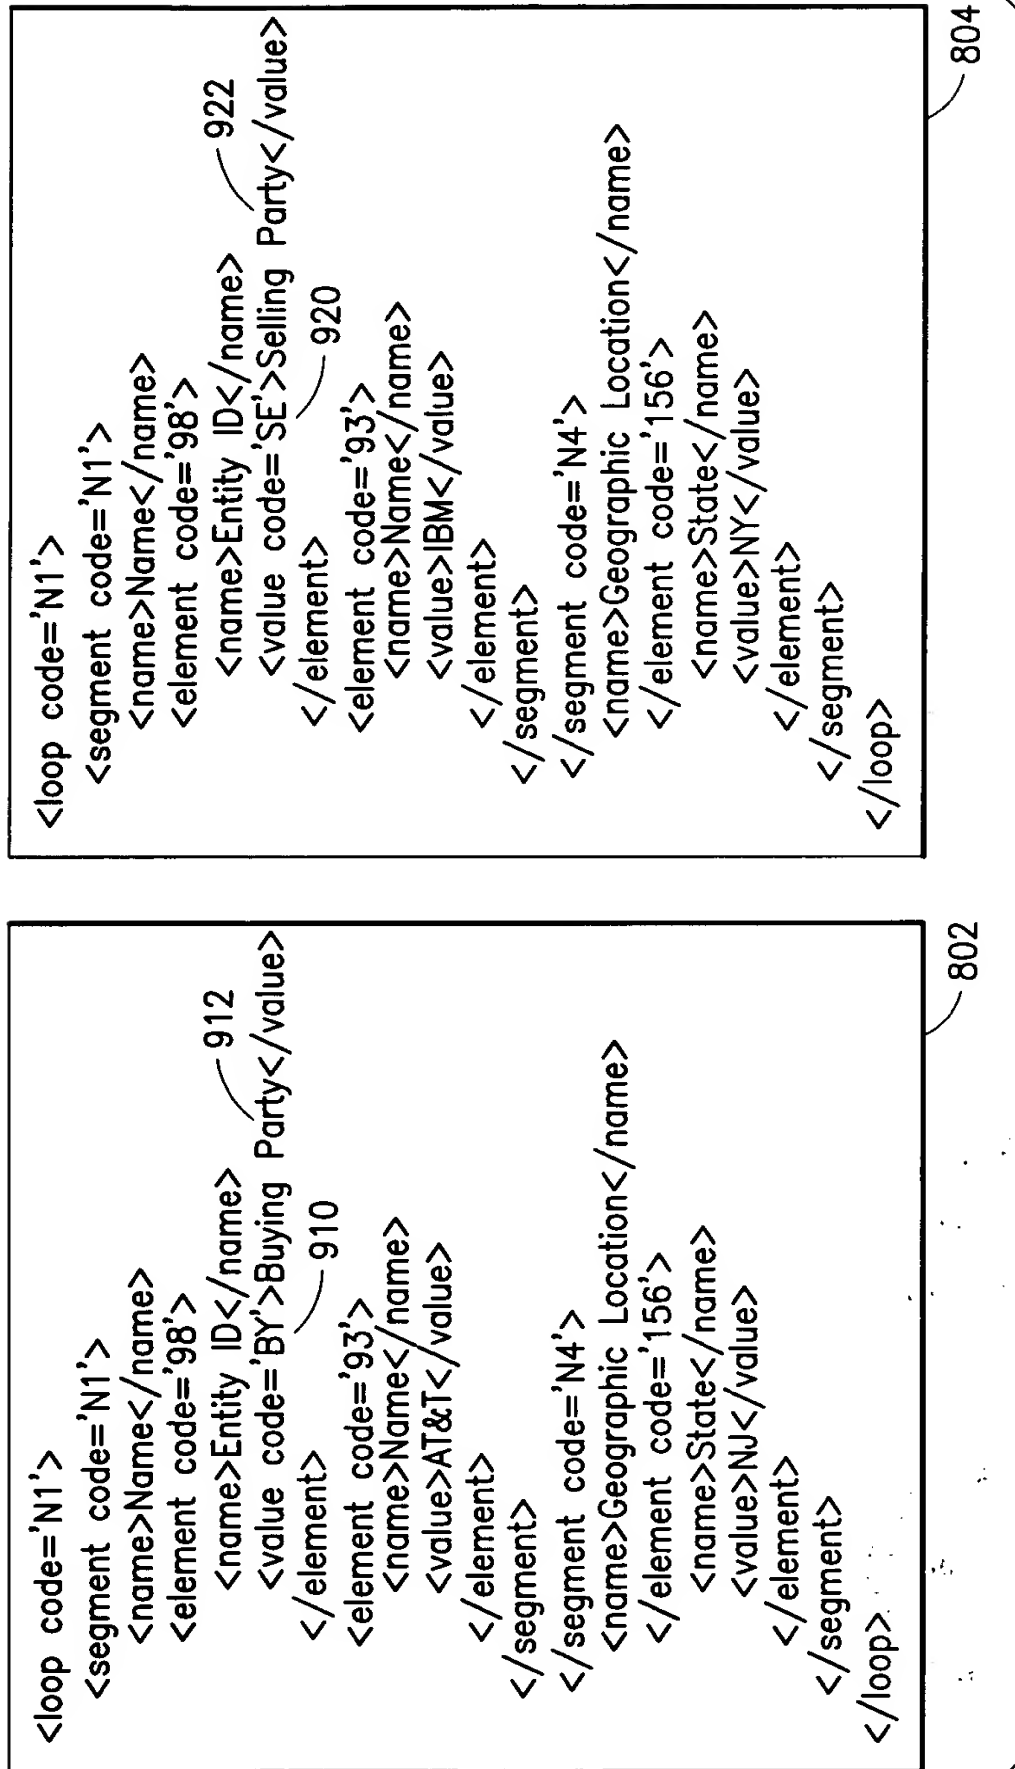 <loop code='N1'>
<segment code='N1'>
<name>Name</name>
<element code='98'>
<name>Entity ID</name>
912
<value code='BY'>Buying Party</value>
910
</element>
<element code='93'>
<name>Name</name>
<value>AT&T</value>
</element>
</segment>
</segment code='N4'>
<name>Geographic Location</name>
</element code='156'>
<name>State</name>
<value>NJ</value>
</element>
</segment>
</loop>
802
<loop code='N1'>
<segment code='N1'>
<name>Name</name>
<element code='98'>
<name>Entity ID</name>
922
<value code='SE'>Selling Party</value>
920
</element>
<element code='93'>
<name>Name</name>
<value>IBM</value>
</element>
</segment>
</segment code='N4'>
<name>Geographic Location</name>
</element code='156'>
<name>State</name>
<value>NY</value>
</element>
</segment>
</loop>
804